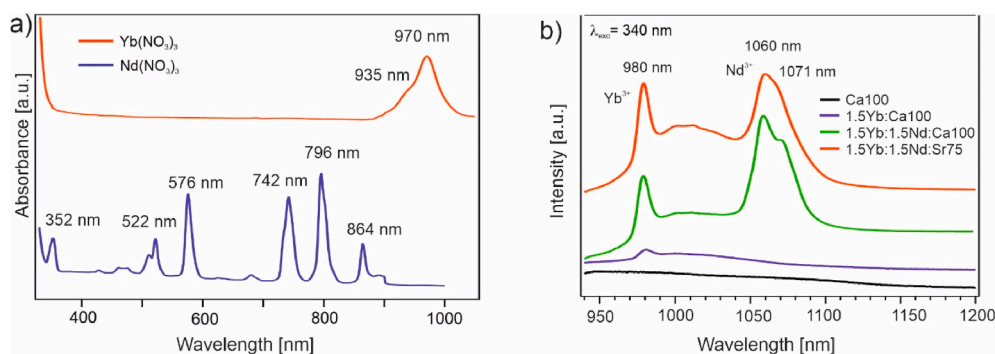 a)
Yb(NO₃)₃
Nd(NO₃)₃
970 nm
935 nm
796 nm
742 nm
576 nm
522 nm
352 nm
864 nm
Absorbance [a.u.]
400
600
800
1000
Wavelength [nm]
b)
λexc= 340 nm
1060 nm
980 nm
Nd³⁺
1071 nm
Yb³⁺
Ca100
1.5Yb:Ca100
1.5Yb:1.5Nd:Ca100
1.5Yb:1.5Nd:Sr75
Intensity [a.u.]
950
1000
1050
1100
1150
1200
Wavelength [nm]